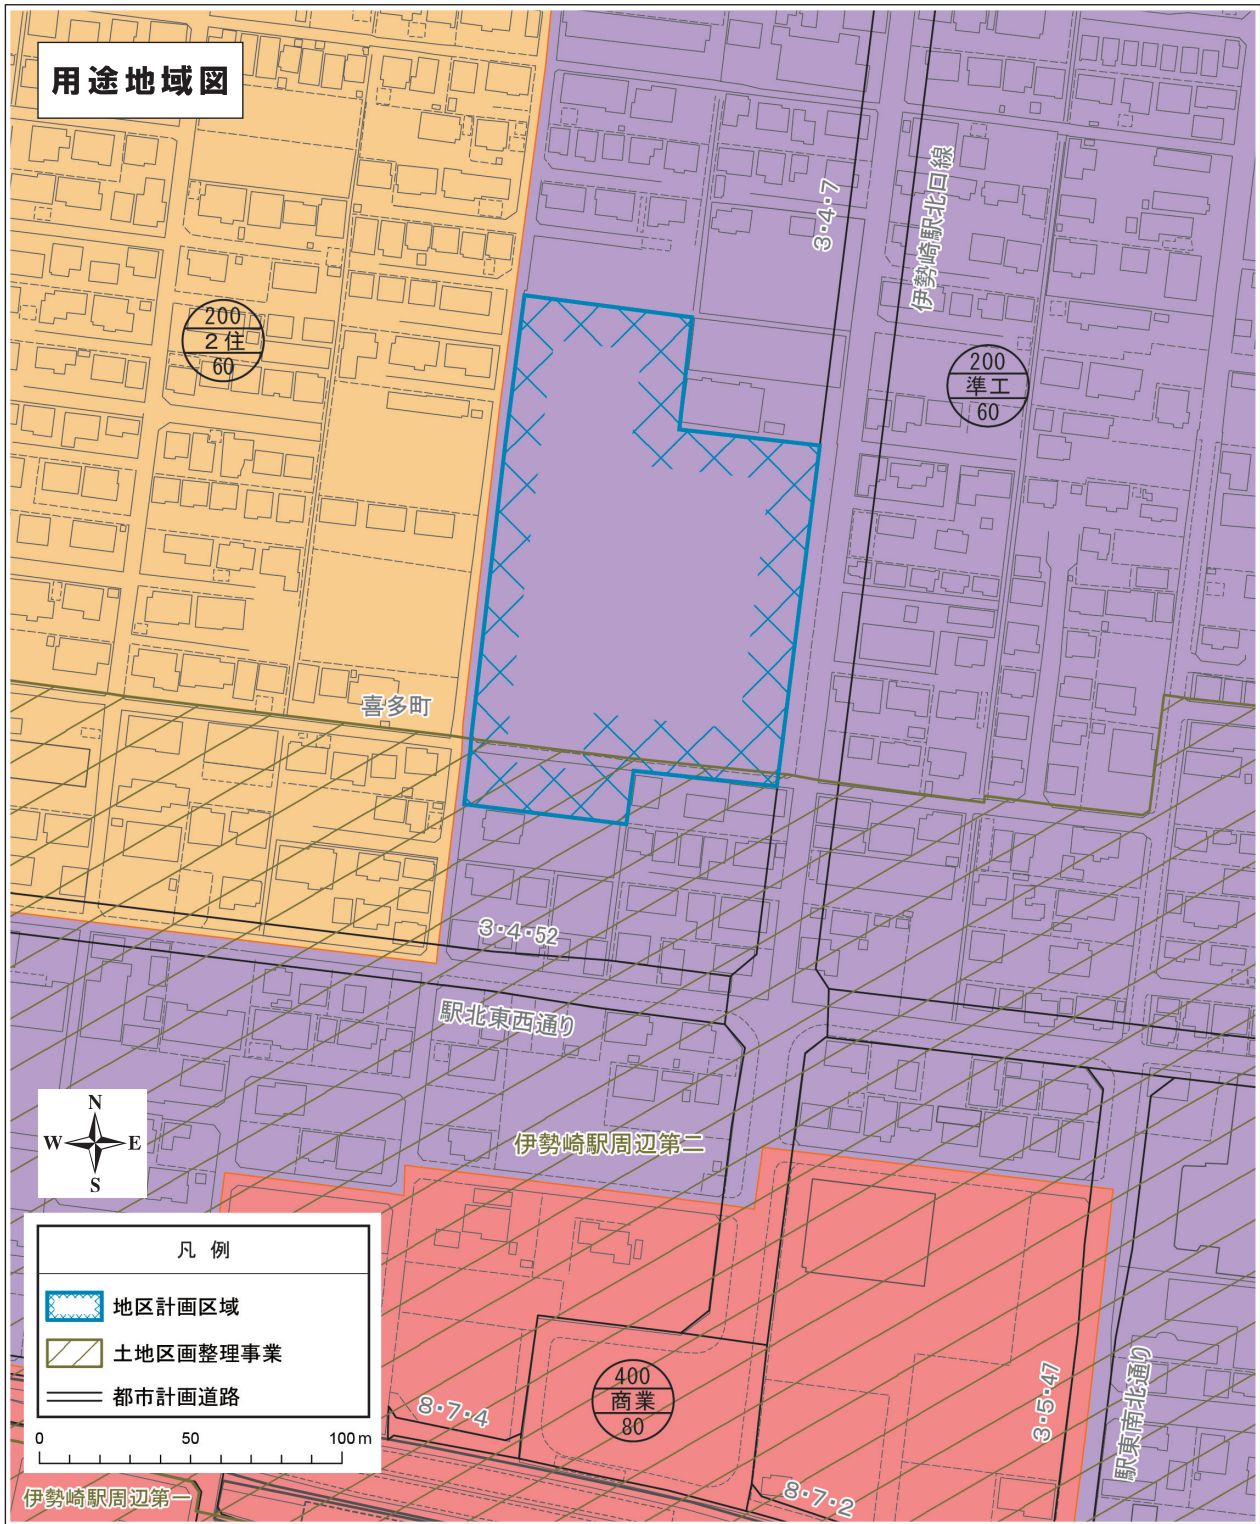 用途地域図
3・4・7
伊勢崎駅北口線
200
2住
60
200
準工
60
喜多町
3・4・52
駅北東西通り
N
W
E
S
伊勢崎駅周辺第二
凡 例
地区計画区域
土地区画整理事業
都市計画道路
0
50
100m
400
商業
80
8・7・4
3・5・47
駅東南北通り
8・7・2
伊勢崎駅周辺第一